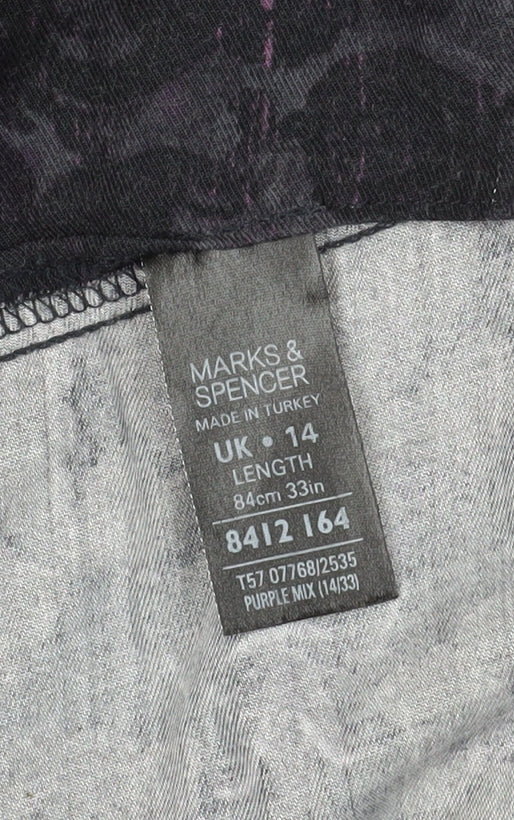 MARKS &
SPENCER
MADE IN TURKEY
UK • 14
LENGTH
84cm 33in
8412 164
T57 07768/2535
PURPLE MIX (14/33)